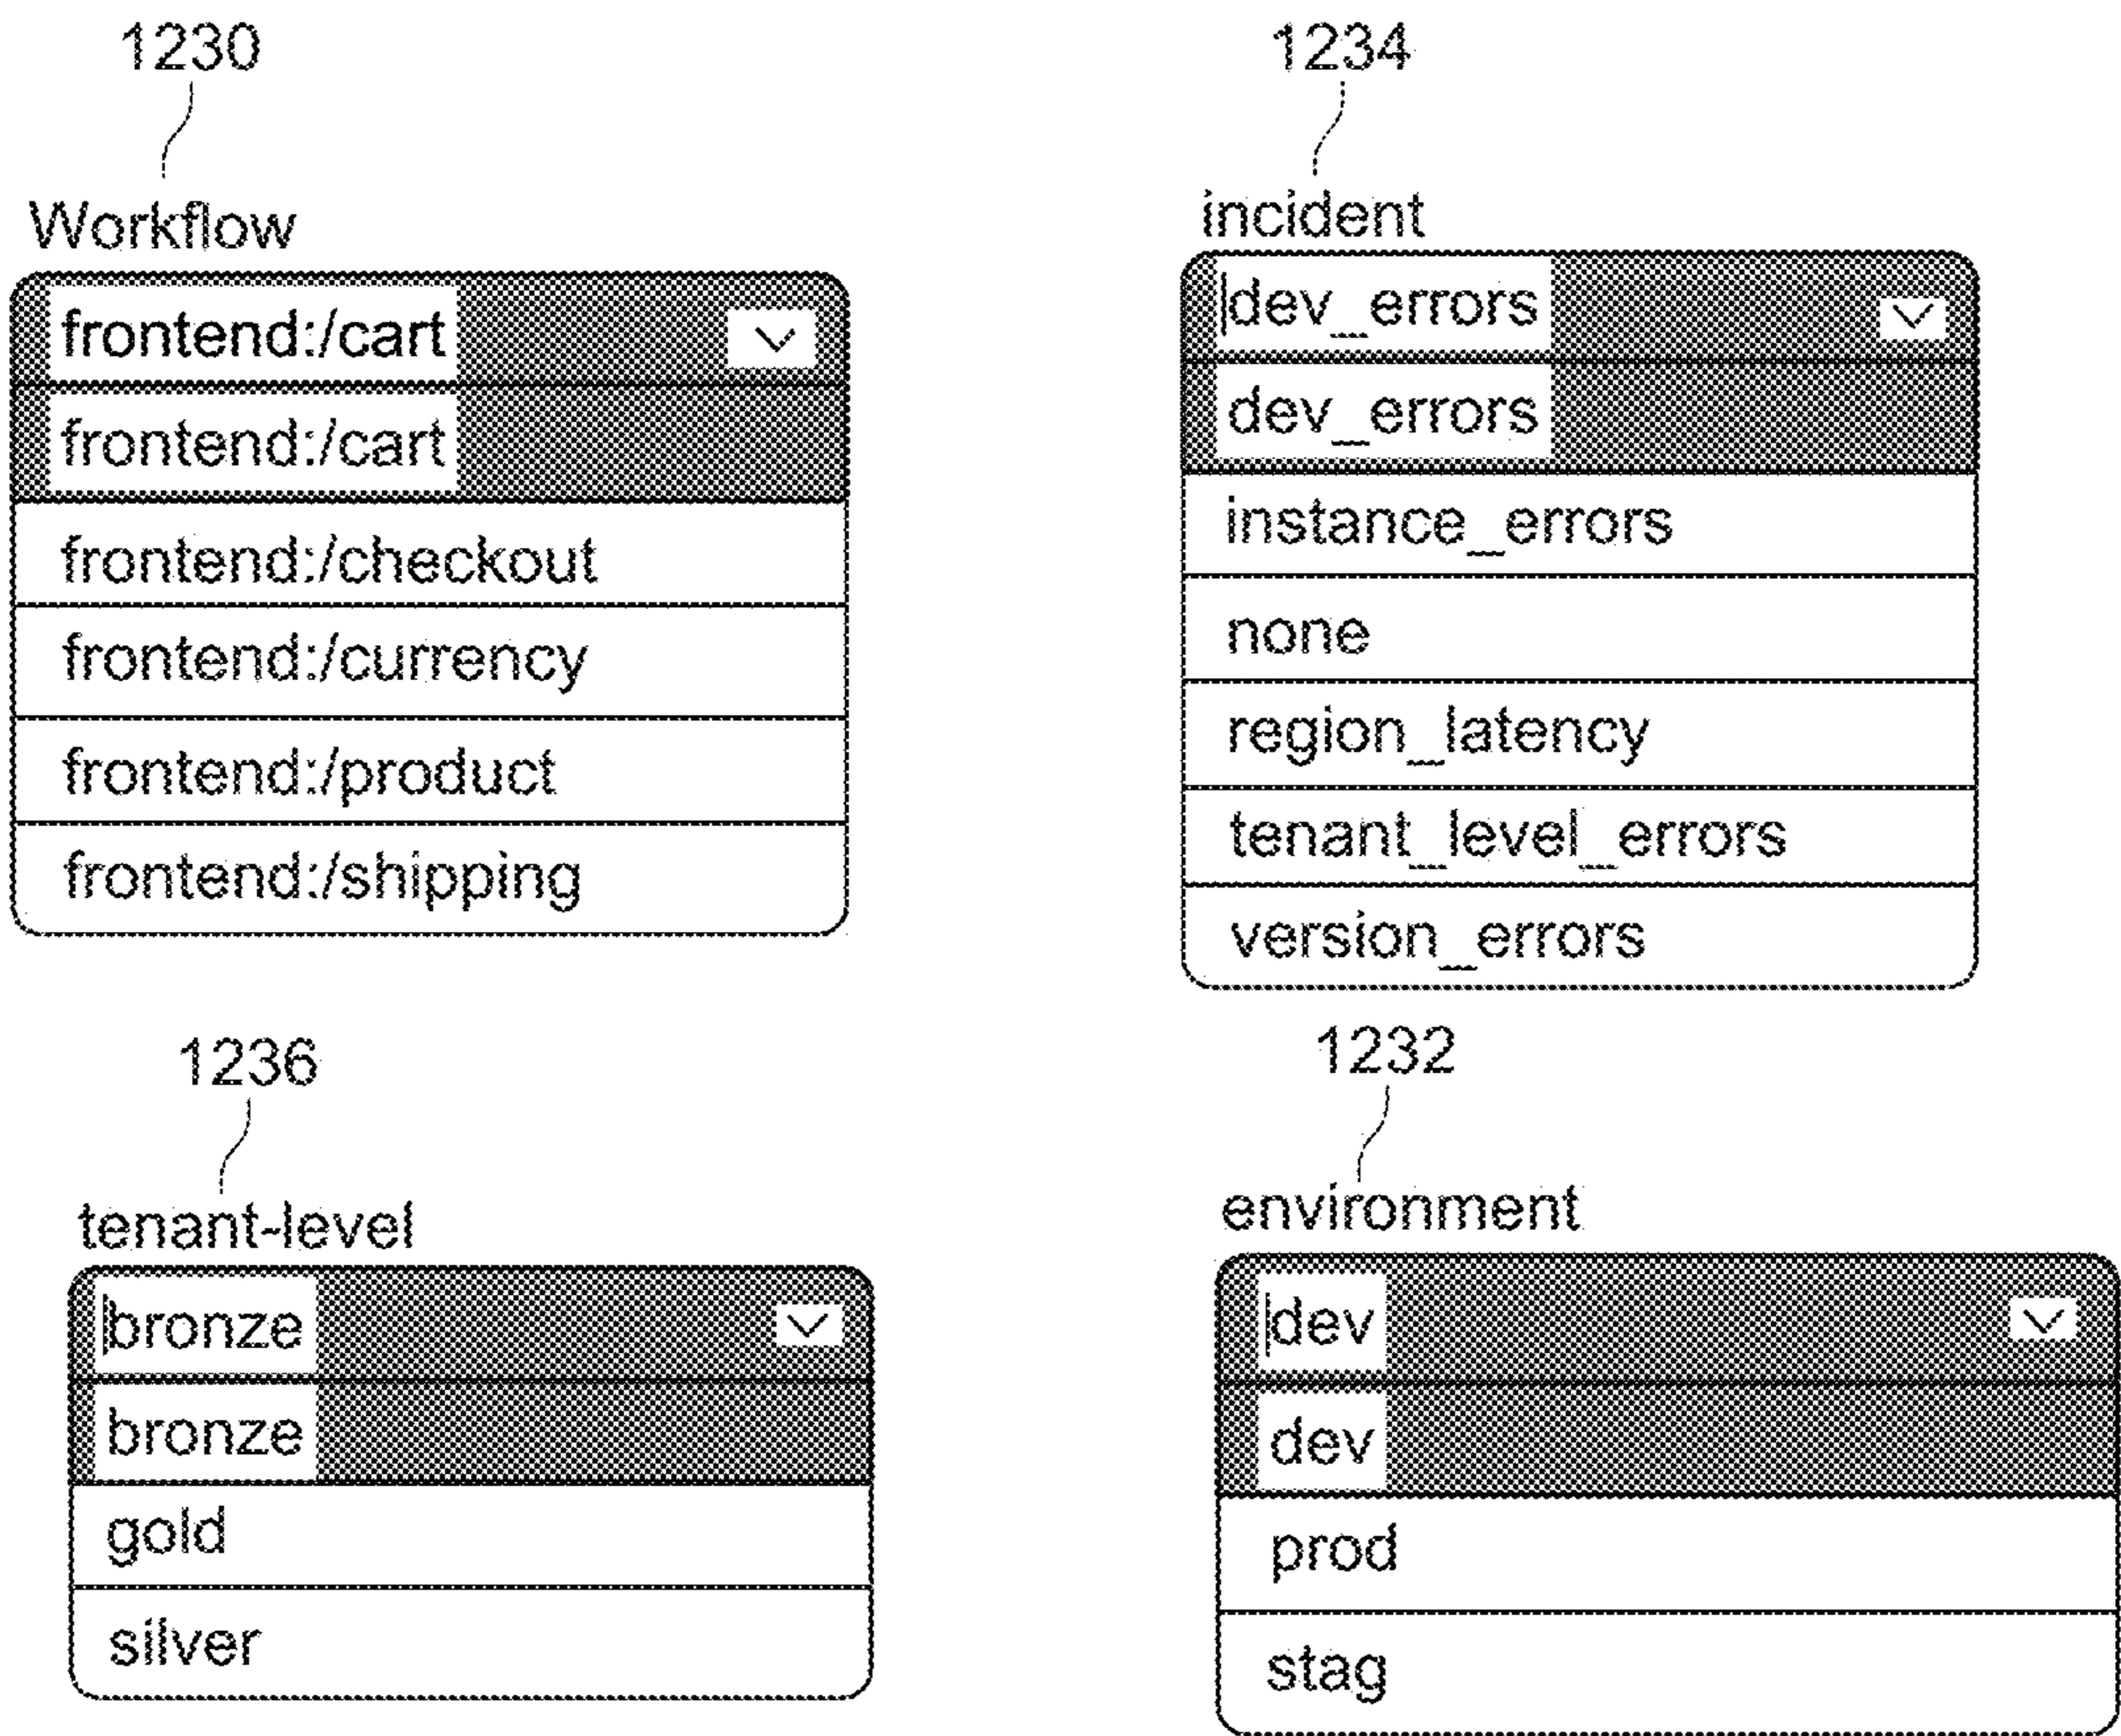 1230
Workflow
frontend:/cart
frontend:/cart
frontend:/checkout
frontend:/currency
frontend:/product
frontend:/shipping
1234
incident
dev_errors
dev_errors
instance_errors
none
region_latency
tenant_level_errors
version_errors
1236
tenant-level
bronze
bronze
gold
silver
1232
environment
dev
dev
prod
stag